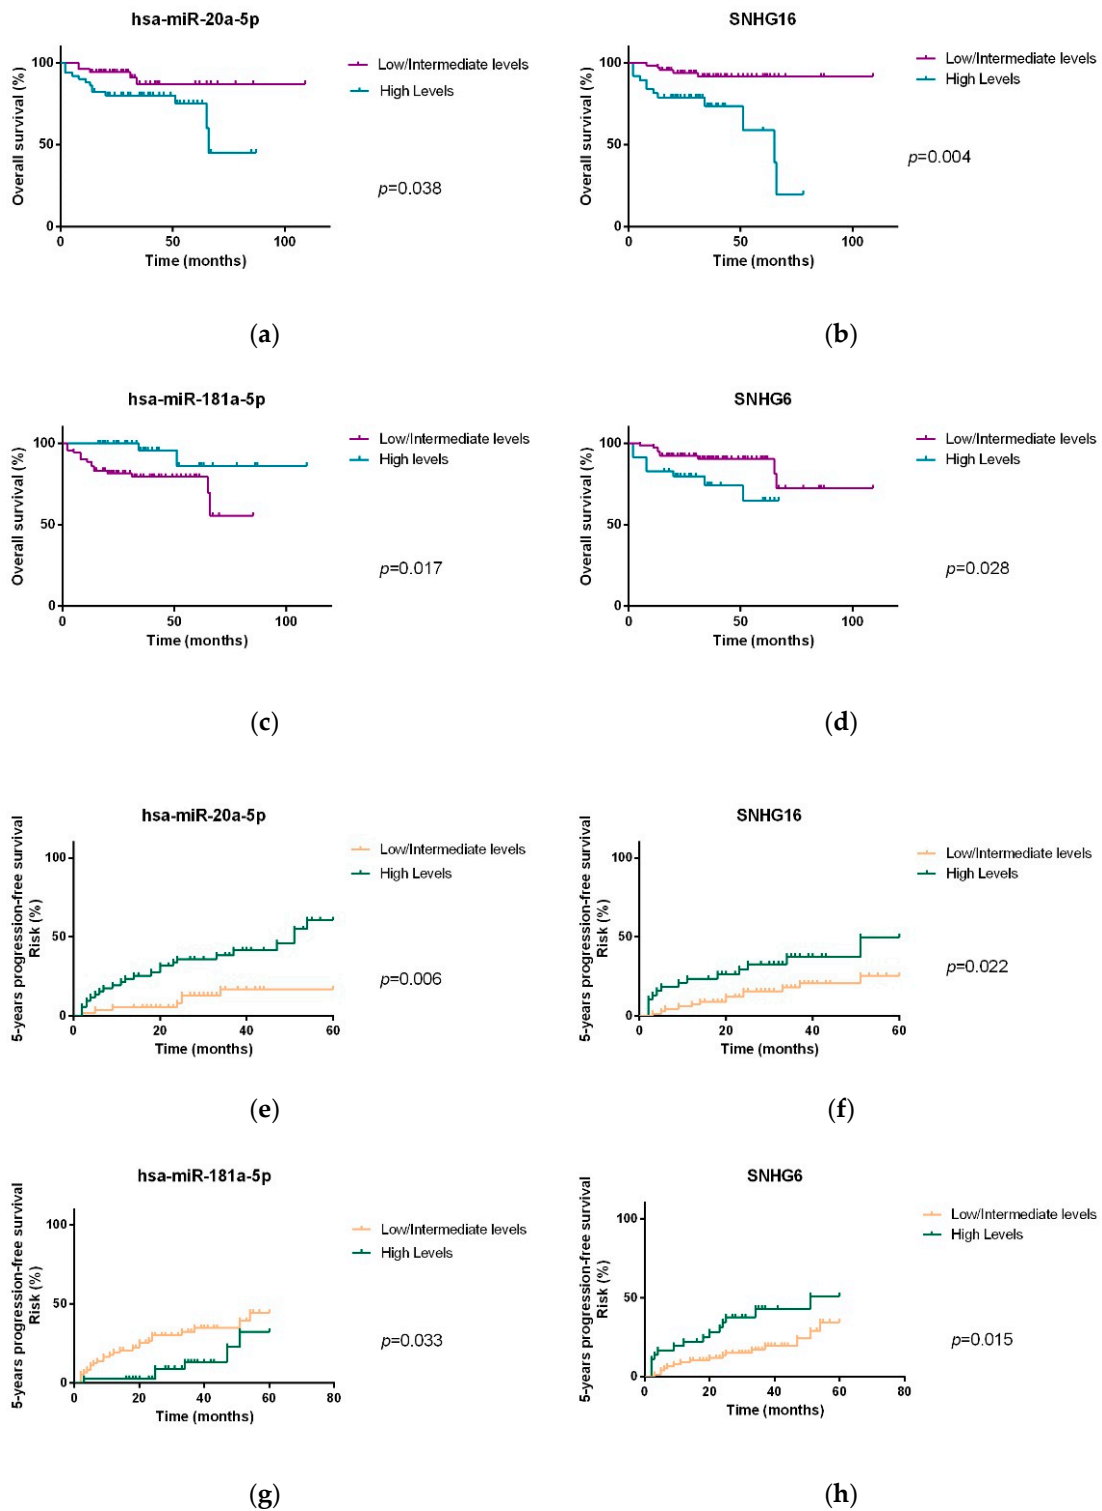 hsa-miR-20a-5p
Overall survival (%)
100
50
0
0 50 100
Time (months)
Low/Intermediate levels
High Levels
p=0.038
(a)
SNHG16
Overall survival (%)
100
50
0
0 50 100
Time (months)
Low/Intermediate levels
High Levels
p=0.004
(b)
hsa-miR-181a-5p
Overall survival (%)
100
50
0
0 50 100
Time (months)
Low/Intermediate levels
High levels
p=0.017
(c)
SNHG6
Overall survival (%)
100
50
0
0 50 100
Time (months)
Low/Intermediate levels
High Levels
p=0.028
(d)
hsa-miR-20a-5p
5-years progression-free survival
Risk (%)
100
50
0
0 20 40 60
Time (months)
Low/Intermediate levels
High Levels
p=0.006
(e)
SNHG16
5-years progression-free survival
Risk (%)
100
50
0
0 20 40 60
Time (months)
Low/Intermediate levels
High Levels
p=0.022
(f)
hsa-miR-181a-5p
5-years progression-free survival
Risk (%)
100
50
0
0 20 40 60 80
Time (months)
Low/Intermediate levels
High Levels
p=0.033
(g)
SNHG6
5-years progression-free survival
Risk (%)
100
50
0
0 20 40 60 80
Time (months)
Low/Intermediate levels
High Levels
p=0.015
(h)